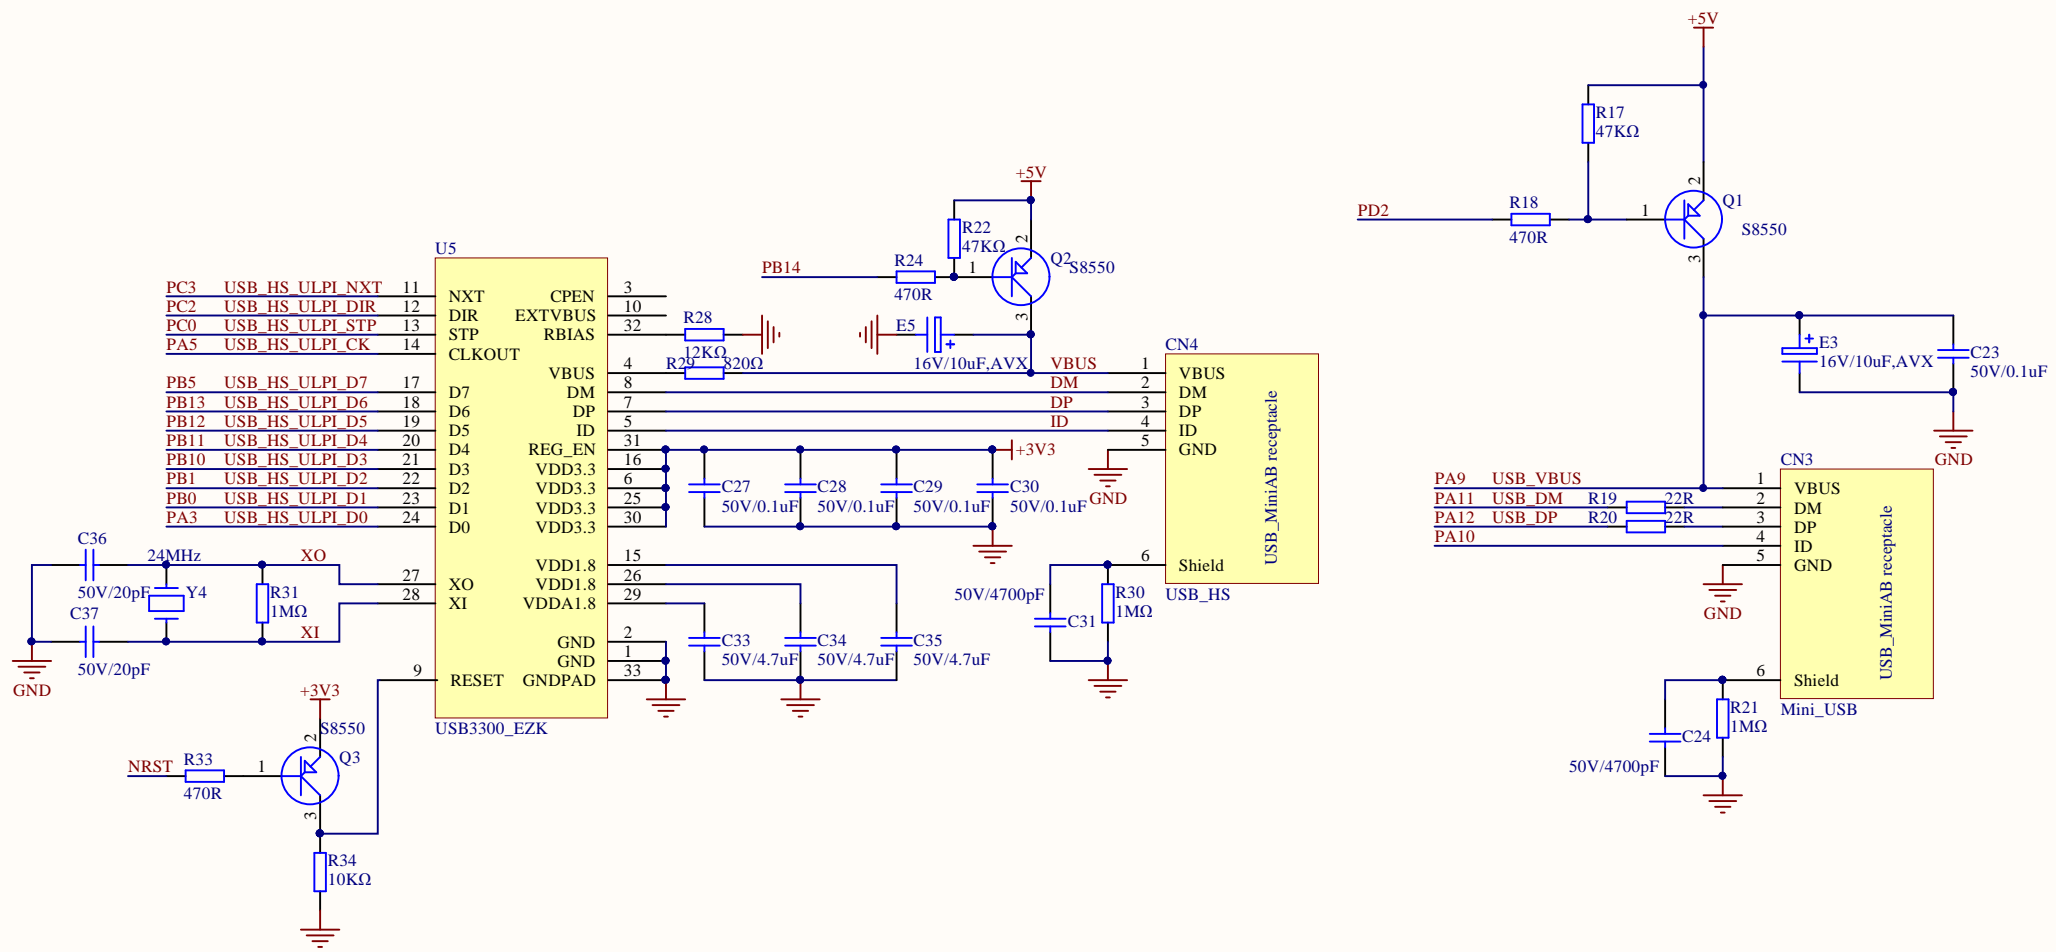 U5
PC3 USB_HS_ULPI_NXT 11 NXT
PC2 USB_HS_ULPI_DIR 12 DIR
PC0 USB_HS_ULPI_STP 13 STP
PA5 USB_HS_ULPI_CK 14 CLKOUT
PB5 USB_HS_ULPI_D7 17 D7
PB13 USB_HS_ULPI_D6 18 D6
PB12 USB_HS_ULPI_D5 19 D5
PB11 USB_HS_ULPI_D4 20 D4
PB10 USB_HS_ULPI_D3 21 D3
PB1 USB_HS_ULPI_D2 22 D2
PB0 USB_HS_ULPI_D1 23 D1
PA3 USB_HS_ULPI_D0 24 D0
27 XO
28 XI
9 RESET
CPEN 3
EXTVBUS 10
RBIAS 32
VBUS 4
DM 8
DP 7
ID 5
REG_EN 31
VDD3.3 16
VDD3.3 6
VDD3.3 25
VDD3.3 30
VDD1.8 15
VDD1.8 26
VDDA1.8 29
GND 2
GND 1
GNDPAD 33
USB3300_EZK
C36
50V/20pF
C37
50V/20pF
GND
24MHz
Y4
R31
1MΩ
XO
XI
+3V3
S8550
2
Q3
NRST
R33
470R
1
3
R34
10KΩ
R28
12KΩ
R29 820Ω
+5V
R22
47KΩ
2
Q2
S8550
PB14
R24
470R
1
3
E5
16V/10uF,AVX
VBUS
DM
DP
ID
+3V3
C27
50V/0.1uF
C28
50V/0.1uF
C29
50V/0.1uF
C30
50V/0.1uF
C33
50V/4.7uF
C34
50V/4.7uF
C35
50V/4.7uF
CN4
1 VBUS
2 DM
3 DP
4 ID
5 GND
GND
6 Shield
USB_MiniAB receptacle
USB_HS
50V/4700pF
C31
R30
1MΩ
+5V
R17
47KΩ
2
Q1
S8550
PD2
R18
470R
1
3
E3
16V/10uF,AVX
C23
50V/0.1uF
GND
CN3
PA9 USB_VBUS 1 VBUS
PA11 USB_DM R19 22R 2 DM
PA12 USB_DP R20 22R 3 DP
PA10 4 ID
5 GND
GND
6 Shield
USB_MiniAB receptacle
Mini_USB
R21
1MΩ
C24
50V/4700pF